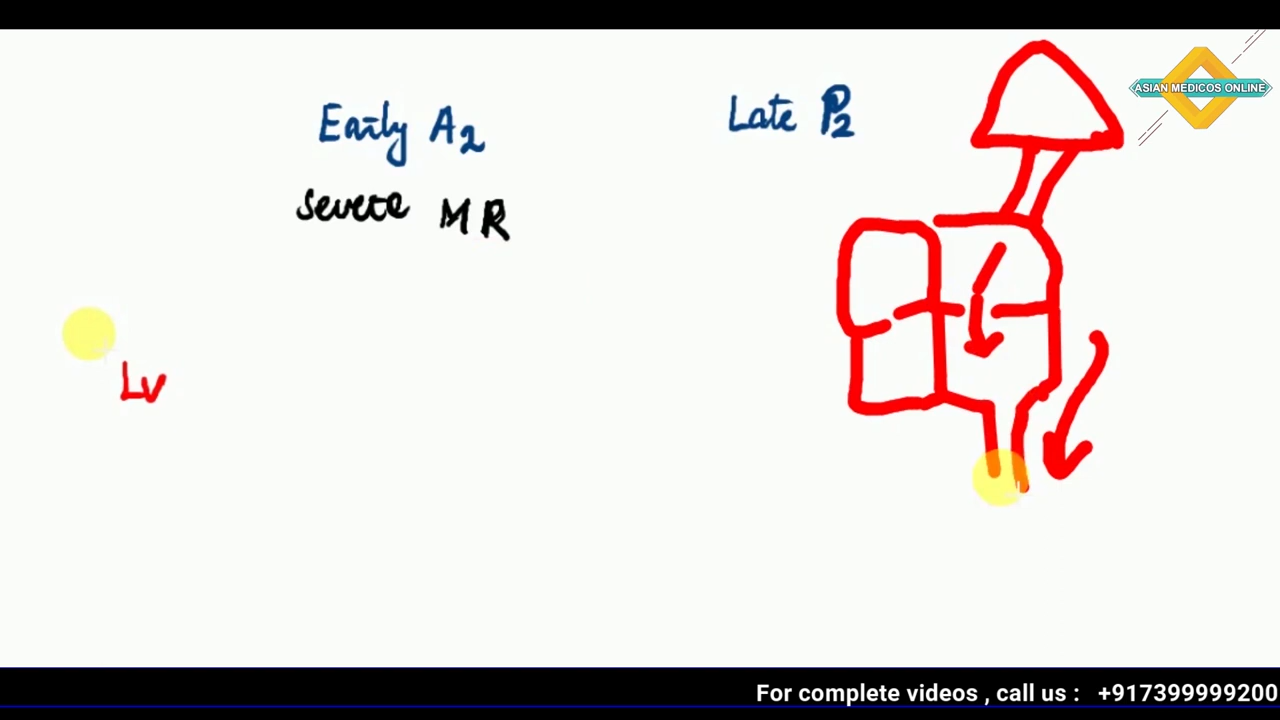 ASIAN MEDICOS ONLINE
Early A2
Late P2
Severe MR
LV
For complete videos , call us : +917399999200